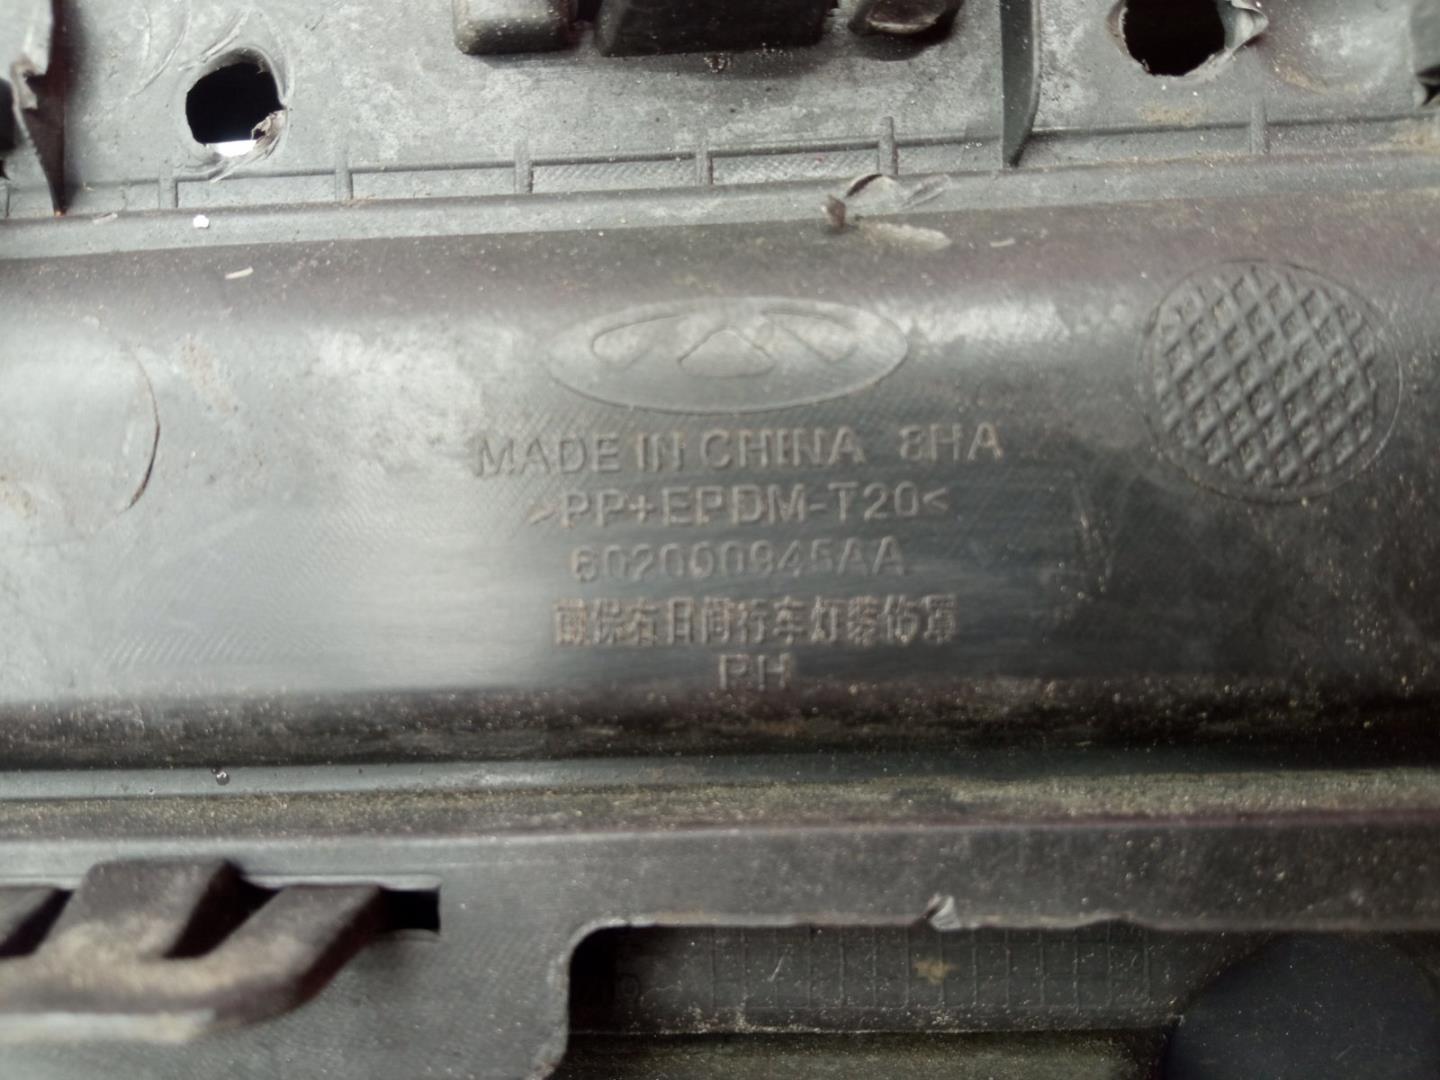 MADE IN CHINA 8HA
>PP+EPDM-T20<
602000945AA
前保右日间行车灯装饰罩
RH